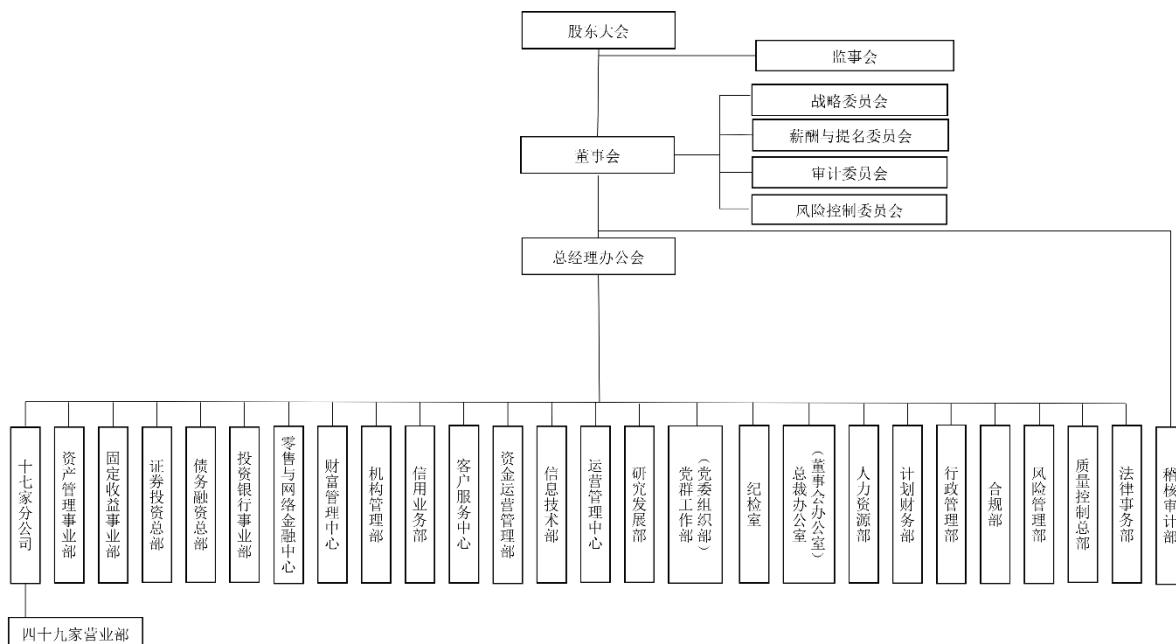 股东大会
监事会
战略委员会
薪酬与提名委员会
董事会
审计委员会
风险控制委员会
总经理办公会
十七家分公司
资产管理事业部
固定收益事业部
证券投资总部
债务融资总部
投资银行事业部
零售与网络金融中心
财富管理中心
机构管理部
信用业务部
客户服务中心
资金运营管理部
信息技术部
运营管理中心
研究发展部
（党委组织部）
党群工作部
纪检室
（董事会办公室）
总裁办公室
人力资源部
计划财务部
行政管理部
合规部
风险管理部
质量控制总部
法律事务部
稽核审计部
四十九家营业部